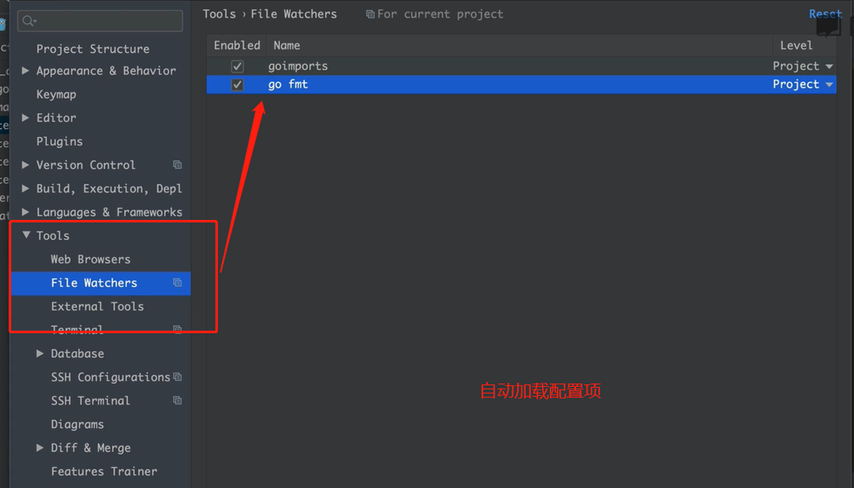 Tools › File Watchers
For current project
Reset
Project Structure
Appearance & Behavior
Keymap
Editor
Plugins
Version Control
Build, Execution, Depl
Languages & Frameworks
Tools
Web Browsers
File Watchers
External Tools
Terminal
Database
SSH Configurations
SSH Terminal
Diagrams
Diff & Merge
Features Trainer
Enabled Name Level
goimports Project
go fmt Project
自动加载配置项